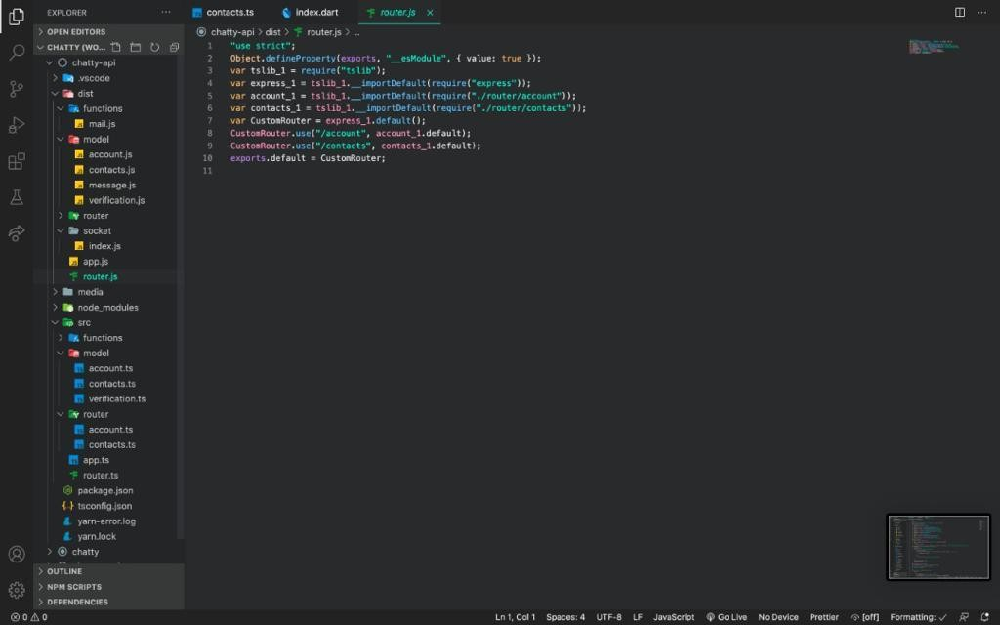 EXPLORER
OPEN EDITORS
CHATTY (WO...
chatty-api
.vscode
dist
functions
mail.js
model
account.js
contacts.js
message.js
verification.js
router
socket
index.js
app.js
router.js
media
node_modules
src
functions
model
account.ts
contacts.ts
verification.ts
router
account.ts
contacts.ts
app.ts
router.ts
package.json
tsconfig.json
yarn-error.log
yarn.lock
chatty
OUTLINE
NPM SCRIPTS
DEPENDENCIES
contacts.ts index.dart router.js
chatty-api > dist > router.js > ...
1 "use strict";
2 Object.defineProperty(exports, "__esModule", { value: true });
3 var tslib_1 = require("tslib");
4 var express_1 = tslib_1.__importDefault(require("express"));
5 var account_1 = tslib_1.__importDefault(require("./router/account"));
6 var contacts_1 = tslib_1.__importDefault(require("./router/contacts"));
7 var CustomRouter = express_1.default();
8 CustomRouter.use("/account", account_1.default);
9 CustomRouter.use("/contacts", contacts_1.default);
10 exports.default = CustomRouter;
11
0 0 Ln 1, Col 1 Spaces: 4 UTF-8 LF JavaScript Go Live No Device Prettier [off] Formatting: ✓